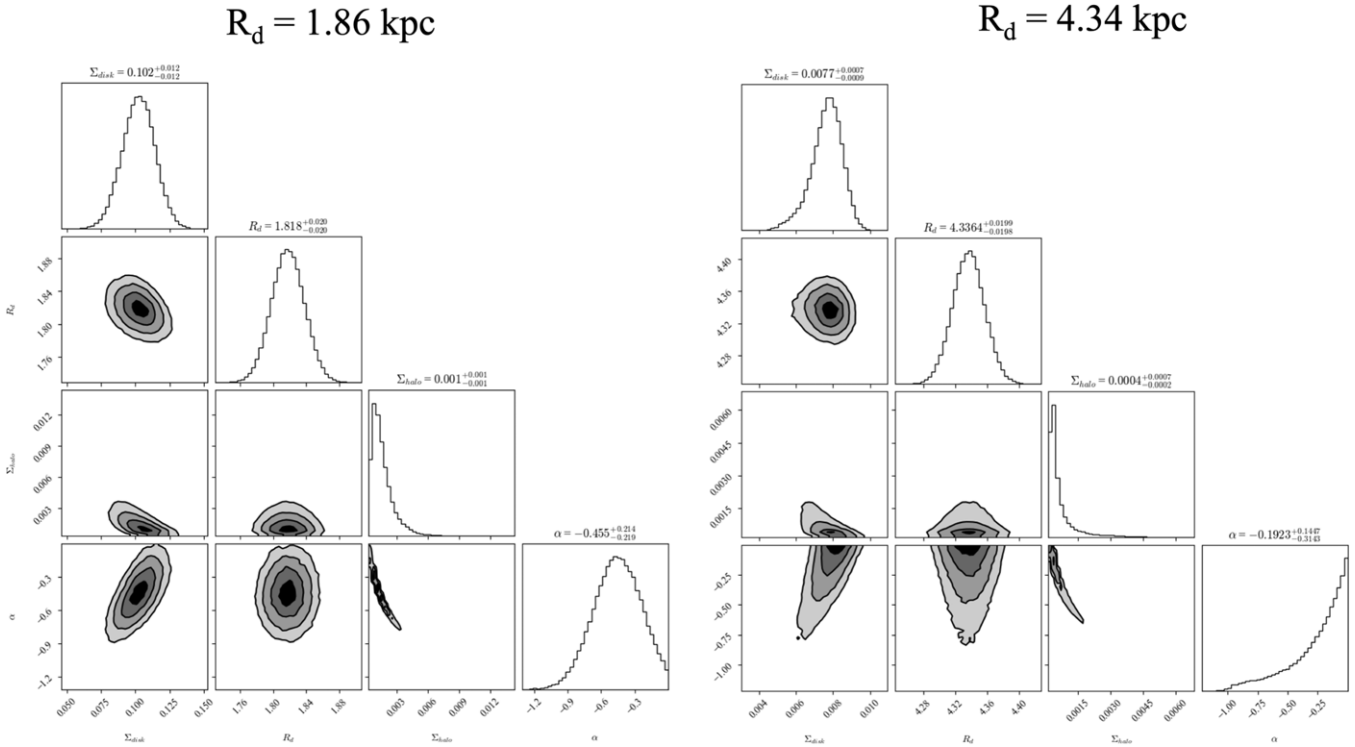 R_d = 1.86 kpc
R_d = 4.34 kpc
Σ_disk = 0.102 +0.012 −0.012
R_d = 1.818 +0.020 −0.020
Σ_halo = 0.001 +0.001 −0.001
α = −0.455 +0.214 −0.219
R_d
1.88
1.84
1.80
1.76
Σ_halo
0.012
0.009
0.006
0.003
α
−0.3
−0.6
−0.9
−1.2
0.050 0.075 0.100 0.125 0.150
1.76 1.80 1.84 1.88
0.003 0.006 0.009 0.012
−1.2 −0.9 −0.6 −0.3
Σ_disk R_d Σ_halo α
Σ_disk = 0.0077 +0.0007 −0.0009
R_d = 4.3364 +0.0199 −0.0198
Σ_halo = 0.0004 +0.0007 −0.0002
α = −0.1923 +0.1447 −0.3143
R_d
4.40
4.36
4.32
4.28
Σ_halo
0.0060
0.0045
0.0030
0.0015
α
−0.25
−0.50
−0.75
−1.00
0.004 0.006 0.008 0.010
4.28 4.32 4.36 4.40
0.0015 0.0030 0.0045 0.0060
−1.00 −0.75 −0.50 −0.25
Σ_disk R_d Σ_halo α